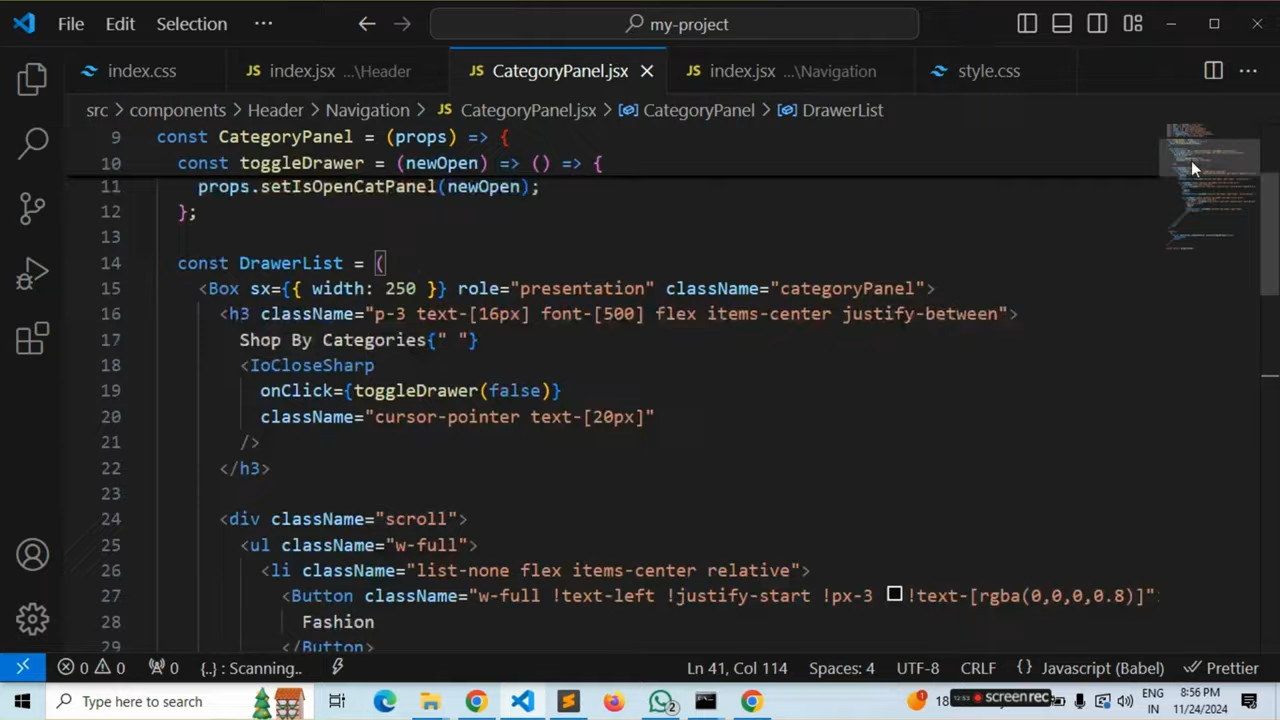 File Edit Selection ··· my-project
index.css index.jsx ...\Header CategoryPanel.jsx index.jsx ...\Navigation style.css
src > components > Header > Navigation > JS CategoryPanel.jsx > CategoryPanel > DrawerList
9 const CategoryPanel = (props) => {
10 const toggleDrawer = (newOpen) => () => {
11 props.setIsOpenCatPanel(newOpen);
12 };
13
14 const DrawerList = (
15 <Box sx={{ width: 250 }} role="presentation" className="categoryPanel">
16 <h3 className="p-3 text-[16px] font-[500] flex items-center justify-between">
17 Shop By Categories{" "}
18 <IoCloseSharp
19 onClick={toggleDrawer(false)}
20 className="cursor-pointer text-[20px]"
21 />
22 </h3>
23
24 <div className="scroll">
25 <ul className="w-full">
26 <li className="list-none flex items-center relative">
27 <Button className="w-full !text-left !justify-start !px-3 !text-[rgba(0,0,0,0.8)]"
28 Fashion
29 </Button>
0 0 0 {..} : Scanning.. Ln 41, Col 114 Spaces: 4 UTF-8 CRLF {} JavaScript (Babel) Prettier
Type here to search 2 18 12:53 screen rec ENG IN 8:56 PM 11/24/2024